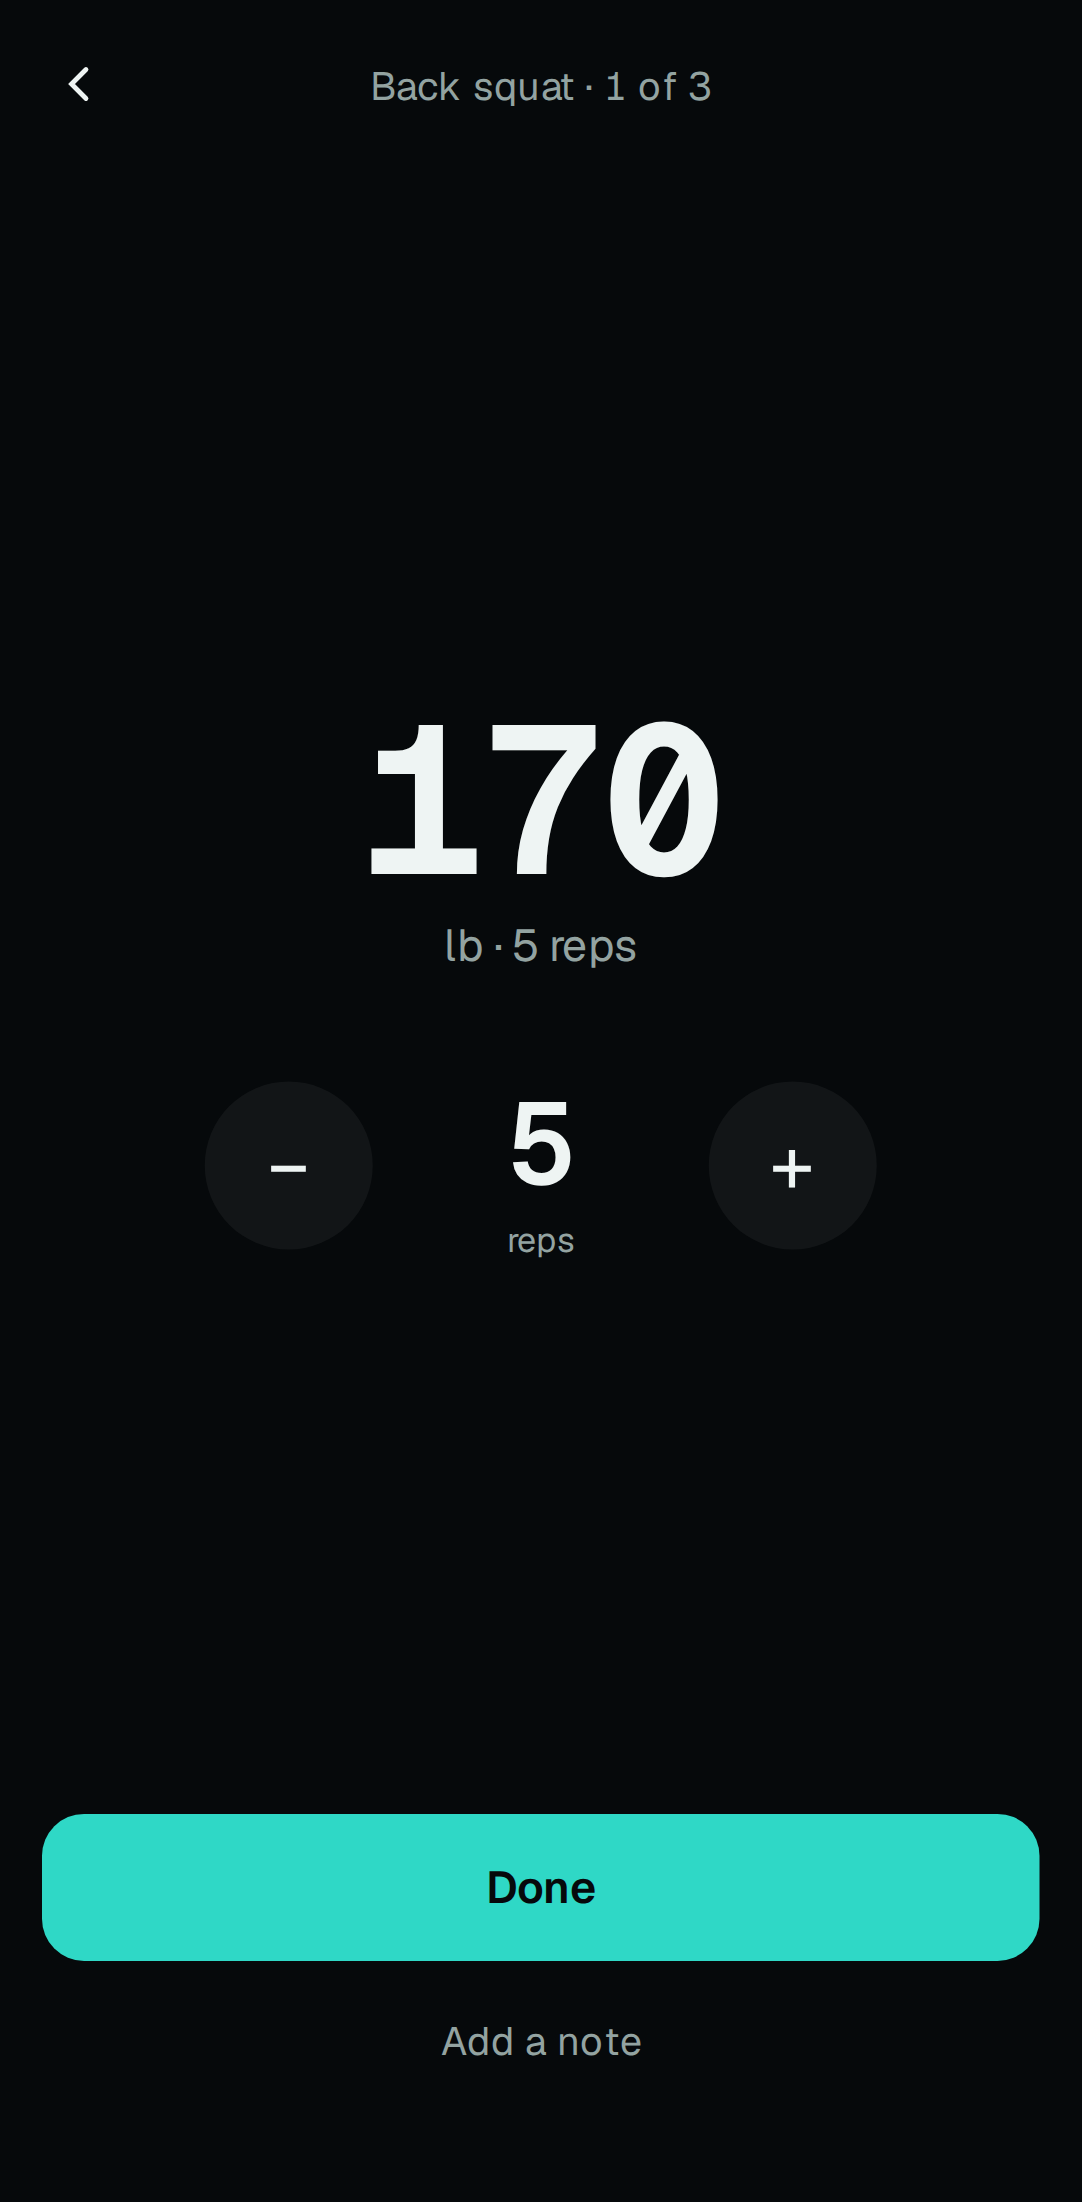 Back squat · 1 of 3
170
lb · 5 reps
− 5 +
reps
Done
Add a note